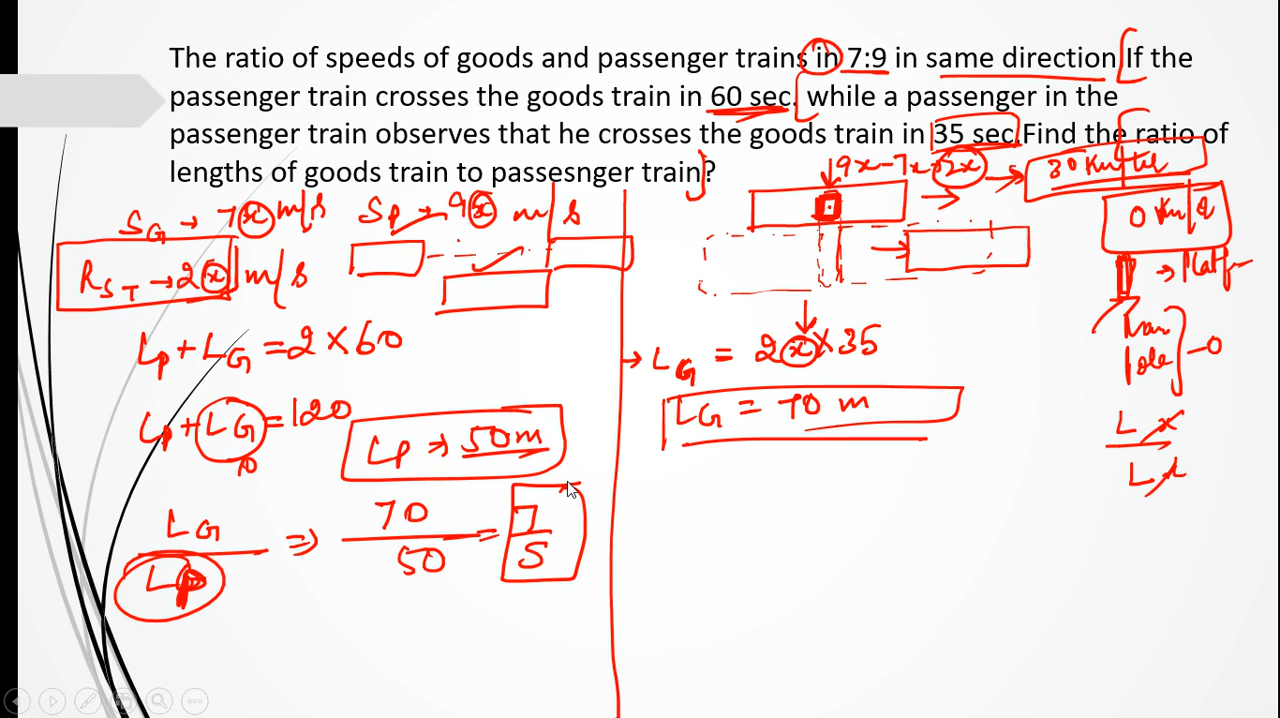 The ratio of speeds of goods and passenger trains in 7:9 in same direction If the
passenger train crosses the goods train in 60 sec. while a passenger in the
passenger train observes that he crosses the goods train in 35 sec.Find the ratio of
lengths of goods train to passesnger train?
SG → 7x m/s SP → 9x m/s
RST → 2x m/s
LP + LG = 2 × 60
LP + LG = 120
70
LP → 50m
LG / LP ⇒ 70 / 50 = 7 / 5
9x - 7x = 2x →
30 Km/hr
0 Km/hr
→ LG = 2x × 35
LG = 70 m
→ Platf
Pole
- 0
L x